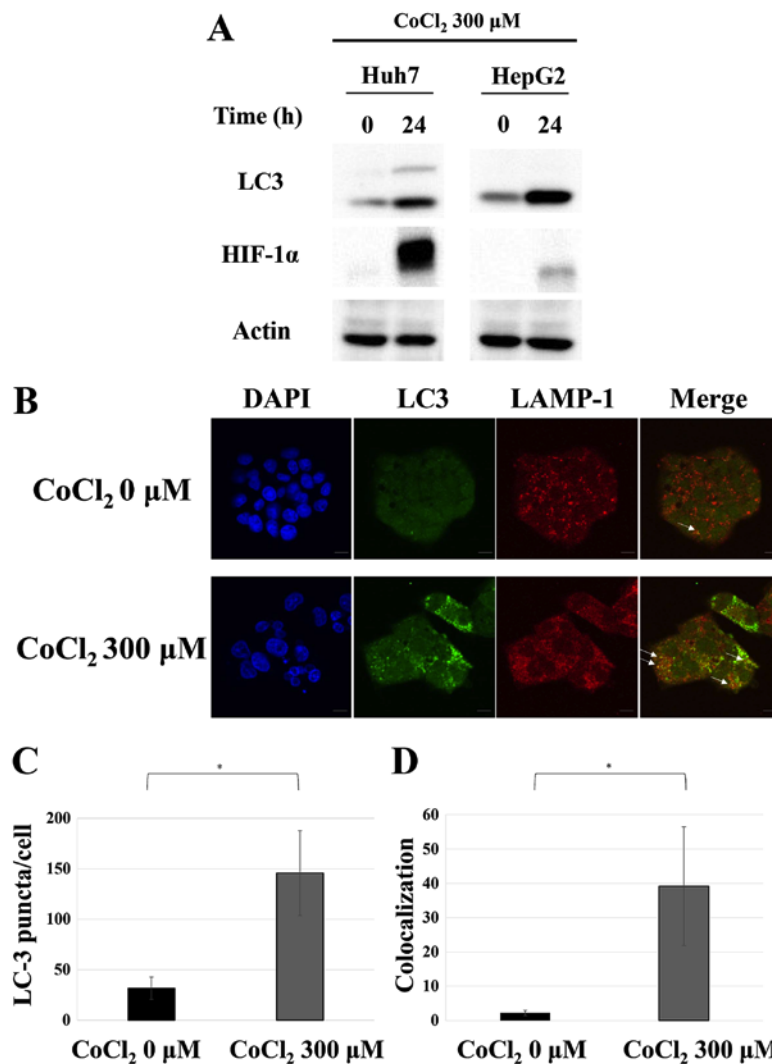 A
CoCl₂ 300 μM
Huh7 HepG2
Time (h) 0 24 0 24
LC3
HIF-1α
Actin
B
DAPI LC3 LAMP-1 Merge
CoCl₂ 0 μM
CoCl₂ 300 μM
C
*
LC-3 puncta/cell
200
150
100
50
0
CoCl₂ 0 μM CoCl₂ 300 μM
D
*
Colocalization
60
50
40
30
20
10
0
CoCl₂ 0 μM CoCl₂ 300 μM